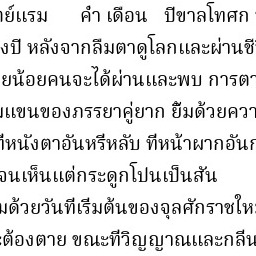 ย์แรม คำ เดือน ปีขาลโทศก
งปี หลังจากลืมตาดูโลกและผ่านชี
ยน้อยคนจะได้ผ่านและพบ การตา
แขนของภรรยาคู่ยาก ยิ้มด้วยควา
ที่หนังตาอันหรี่หลับ ที่หน้าผากอัน
จนเห็นแต่กระดูกโปนเป็นสัน
ด้วยวันที่เริ่มต้นของจุลศักราชให
ะต้องตาย ขณะที่วิญญาณและกลิ่น